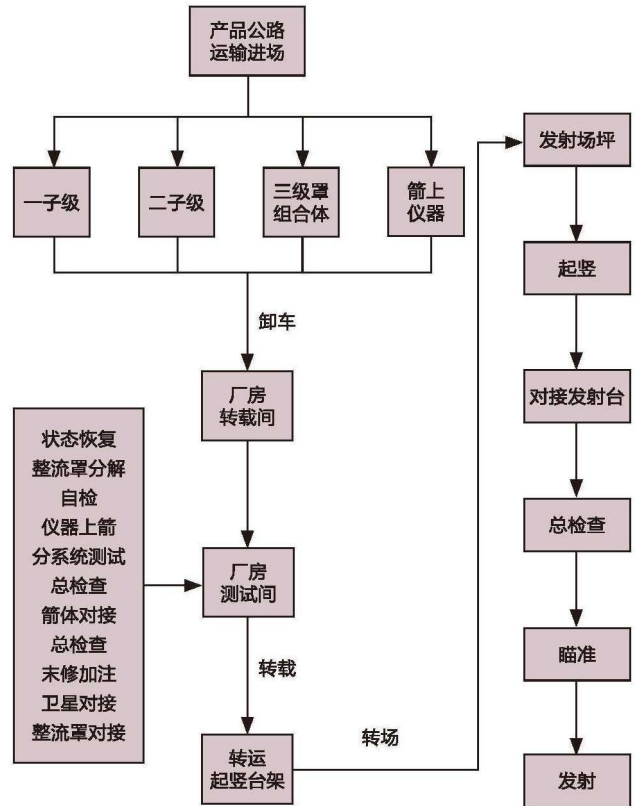 产品公路
运输进场
一子级
二子级
三级罩
组合体
箭上
仪器
卸车
厂房
转载间
状态恢复
整流罩分解
自检
仪器上箭
分系统测试
总检查
箭体对接
总检查
末修加注
卫星对接
整流罩对接
厂房
测试间
转载
转运
起竖台架
转场
发射场坪
起竖
对接发射台
总检查
瞄准
发射